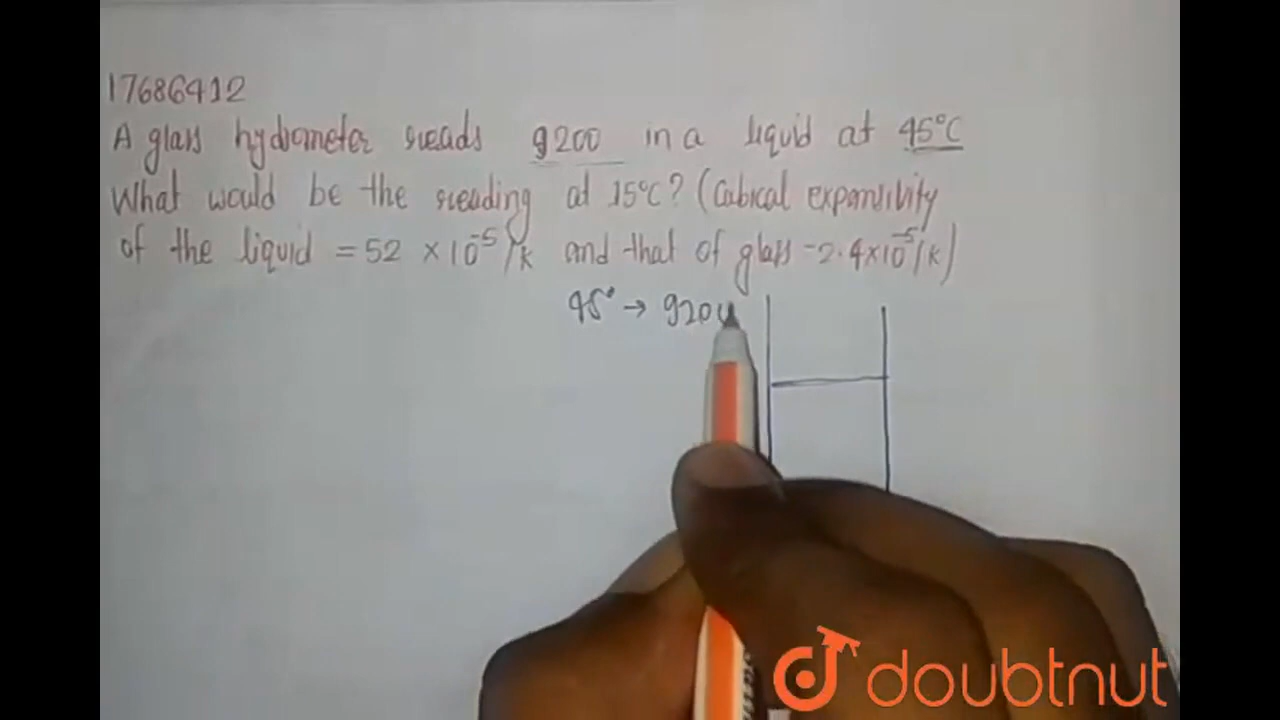 17686412
A glass hydrometer reads 9200 in a liquid at 45°C
What would be the reading at 15°C? (Cubical expansivity
of the liquid = 52 × 10⁻⁵/k and that of glass - 2.4×10⁻⁵/k)
45° → 920
doubtnut